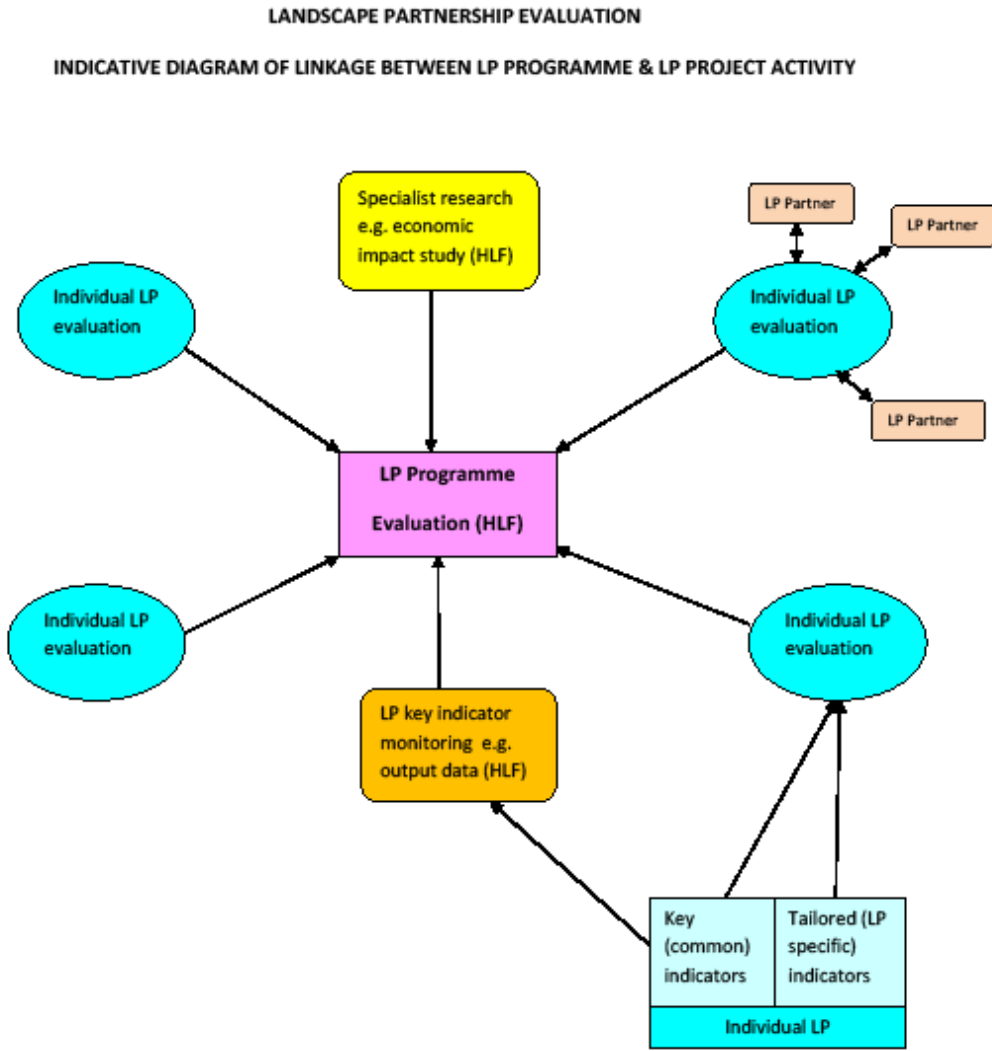 LANDSCAPE PARTNERSHIP EVALUATION
INDICATIVE DIAGRAM OF LINKAGE BETWEEN LP PROGRAMME & LP PROJECT ACTIVITY
Specialist research
e.g. economic
impact study (HLF)
LP Partner
LP Partner
Individual LP
evaluation
Individual LP
evaluation
LP Partner
LP Programme
Evaluation (HLF)
Individual LP
evaluation
Individual LP
evaluation
LP key indicator
monitoring e.g.
output data (HLF)
Key
(common)
indicators
Tailored (LP
specific)
indicators
Individual LP